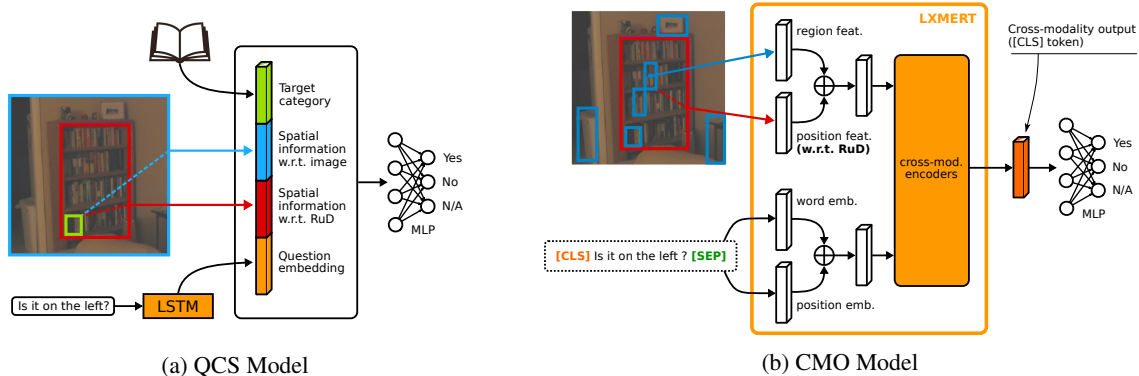 Target
category
Spatial
information
w.r.t. image
Spatial
information
w.r.t. RuD
Question
embedding
Yes
No
N/A
MLP
Is it on the left?
LSTM
(a) QCS Model
LXMERT
region feat.
position feat.
(w.r.t. RuD)
word emb.
position emb.
[CLS] Is it on the left ? [SEP]
cross-mod.
encoders
Cross-modality output
([CLS] token)
Yes
No
N/A
MLP
(b) CMO Model